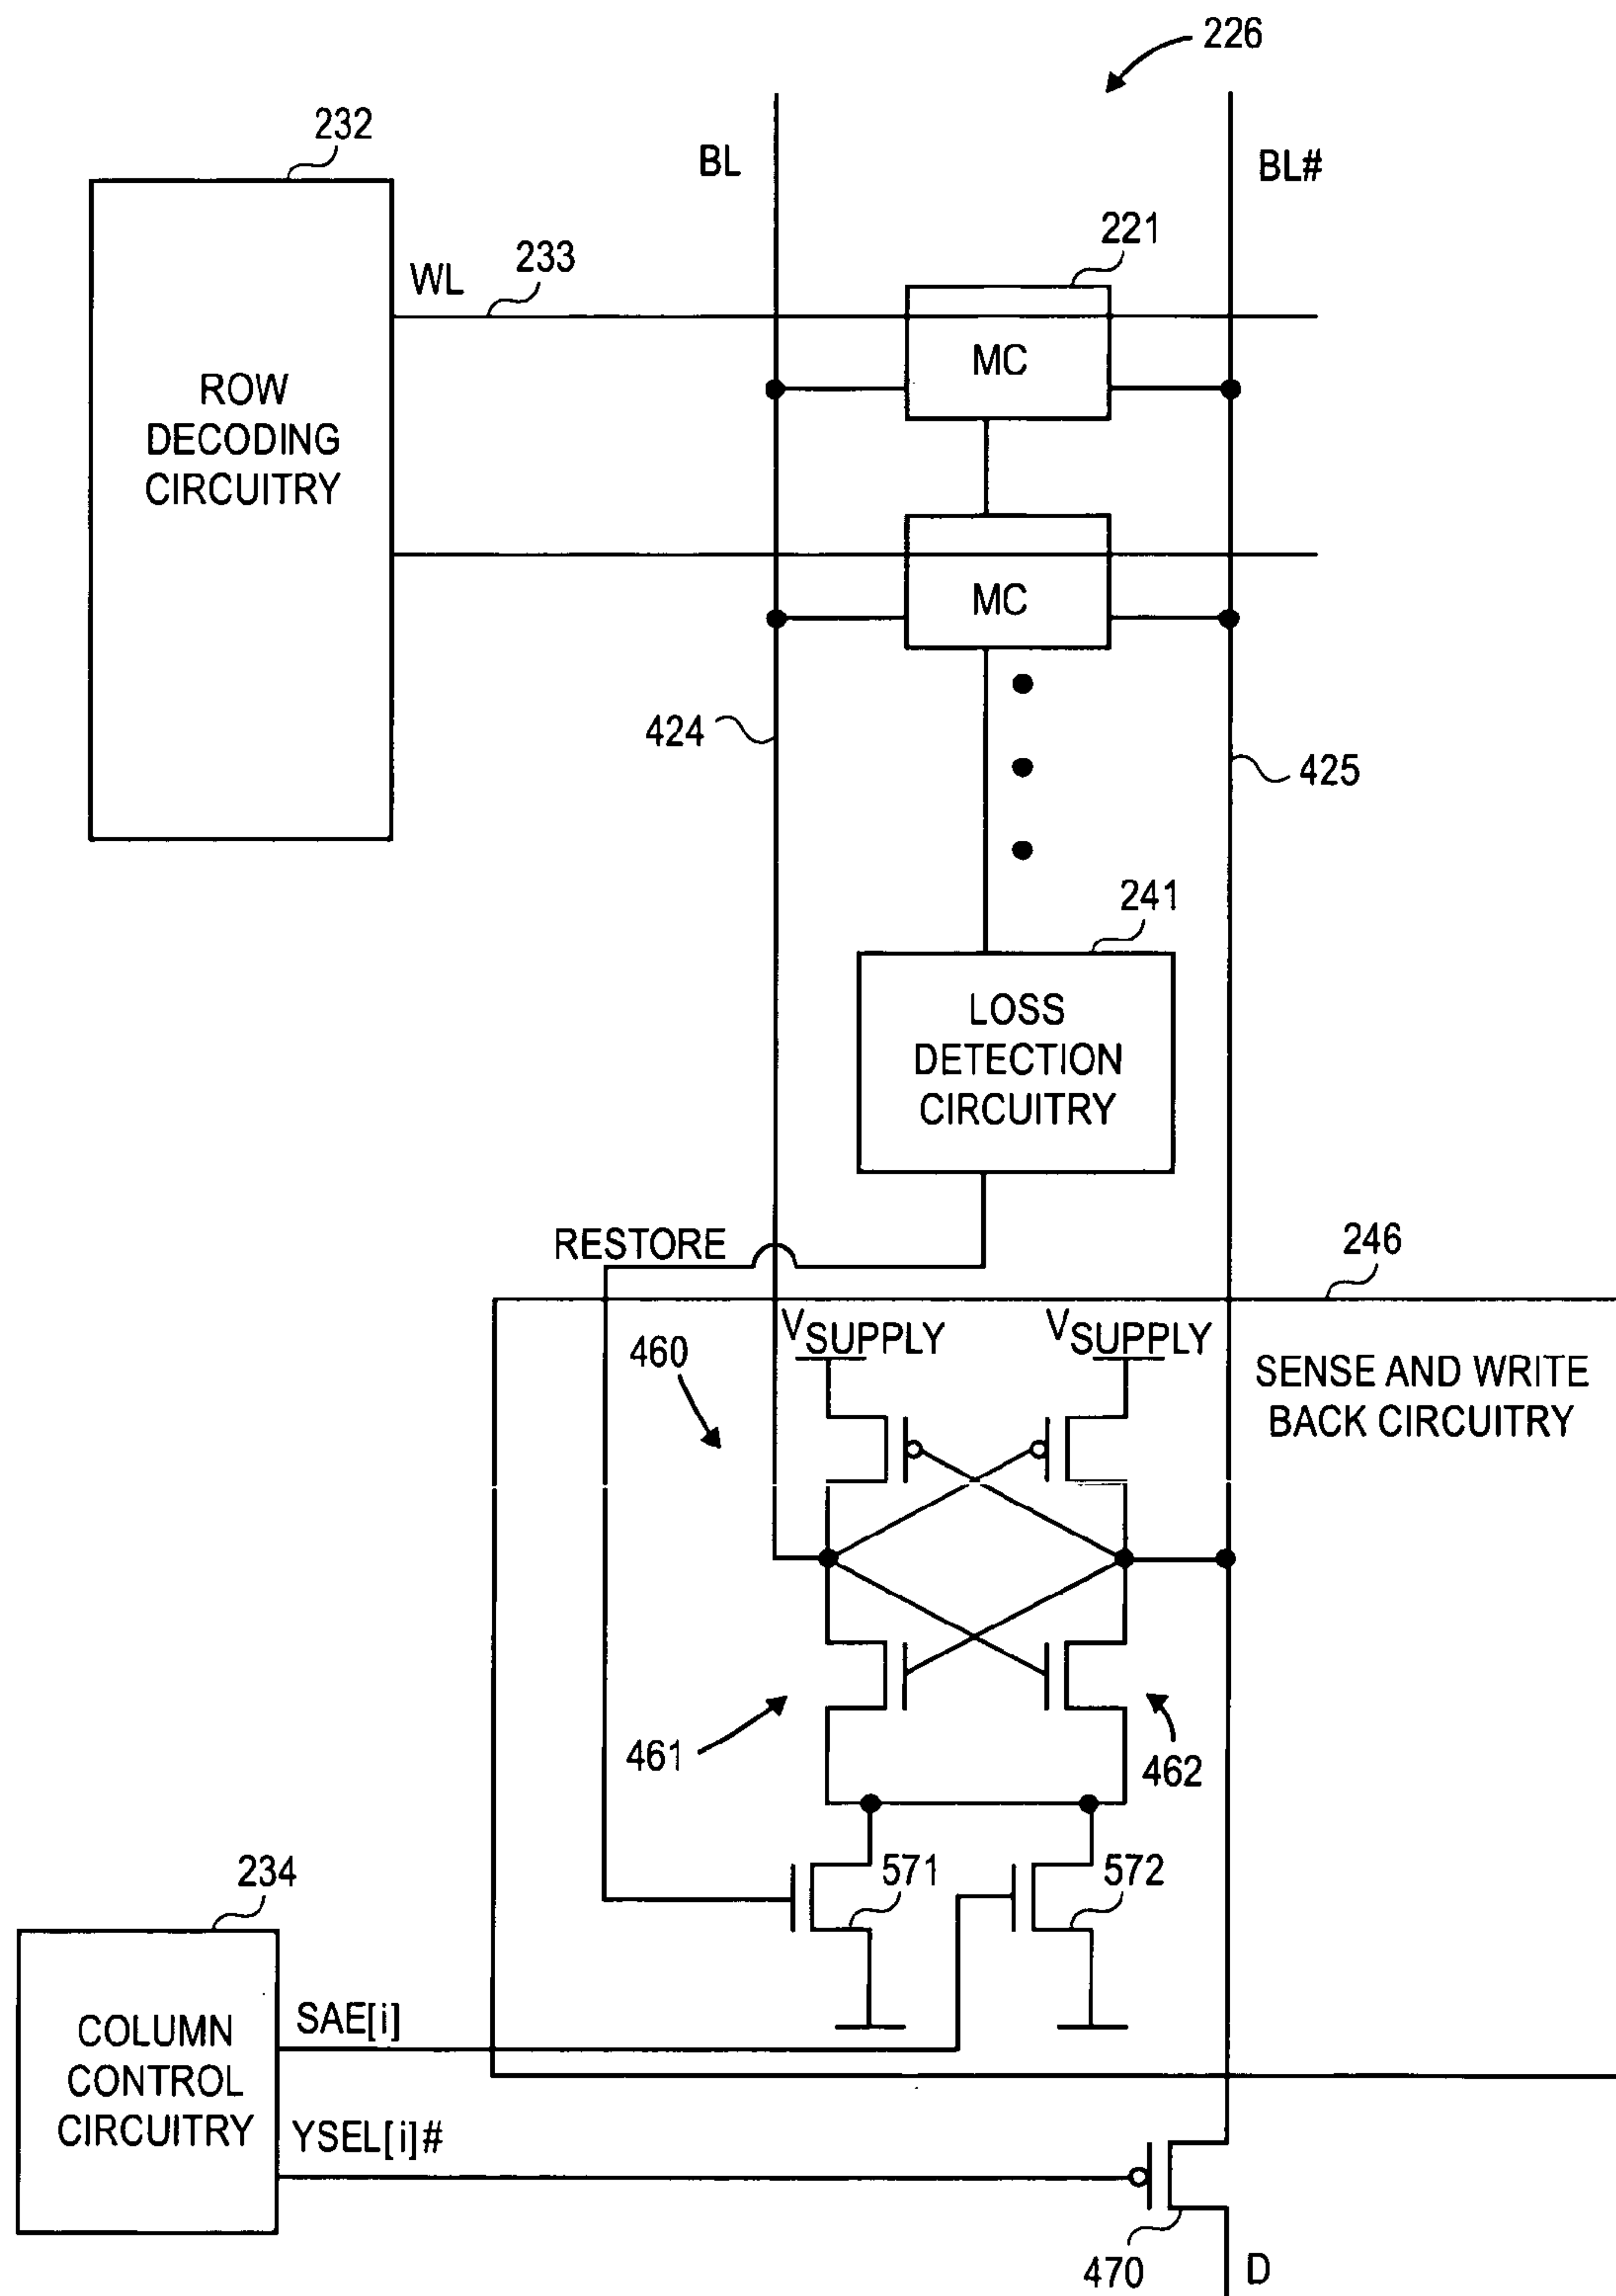 226
232
BL
BL#
221
WL
233
MC
ROW
DECODING
CIRCUITRY
MC
424
425
241
LOSS
DETECTION
CIRCUITRY
RESTORE
246
VSUPPLY
VSUPPLY
460
SENSE AND WRITE
BACK CIRCUITRY
461
462
234
571
572
SAE[i]
COLUMN
CONTROL
CIRCUITRY
YSEL[i]#
470
D